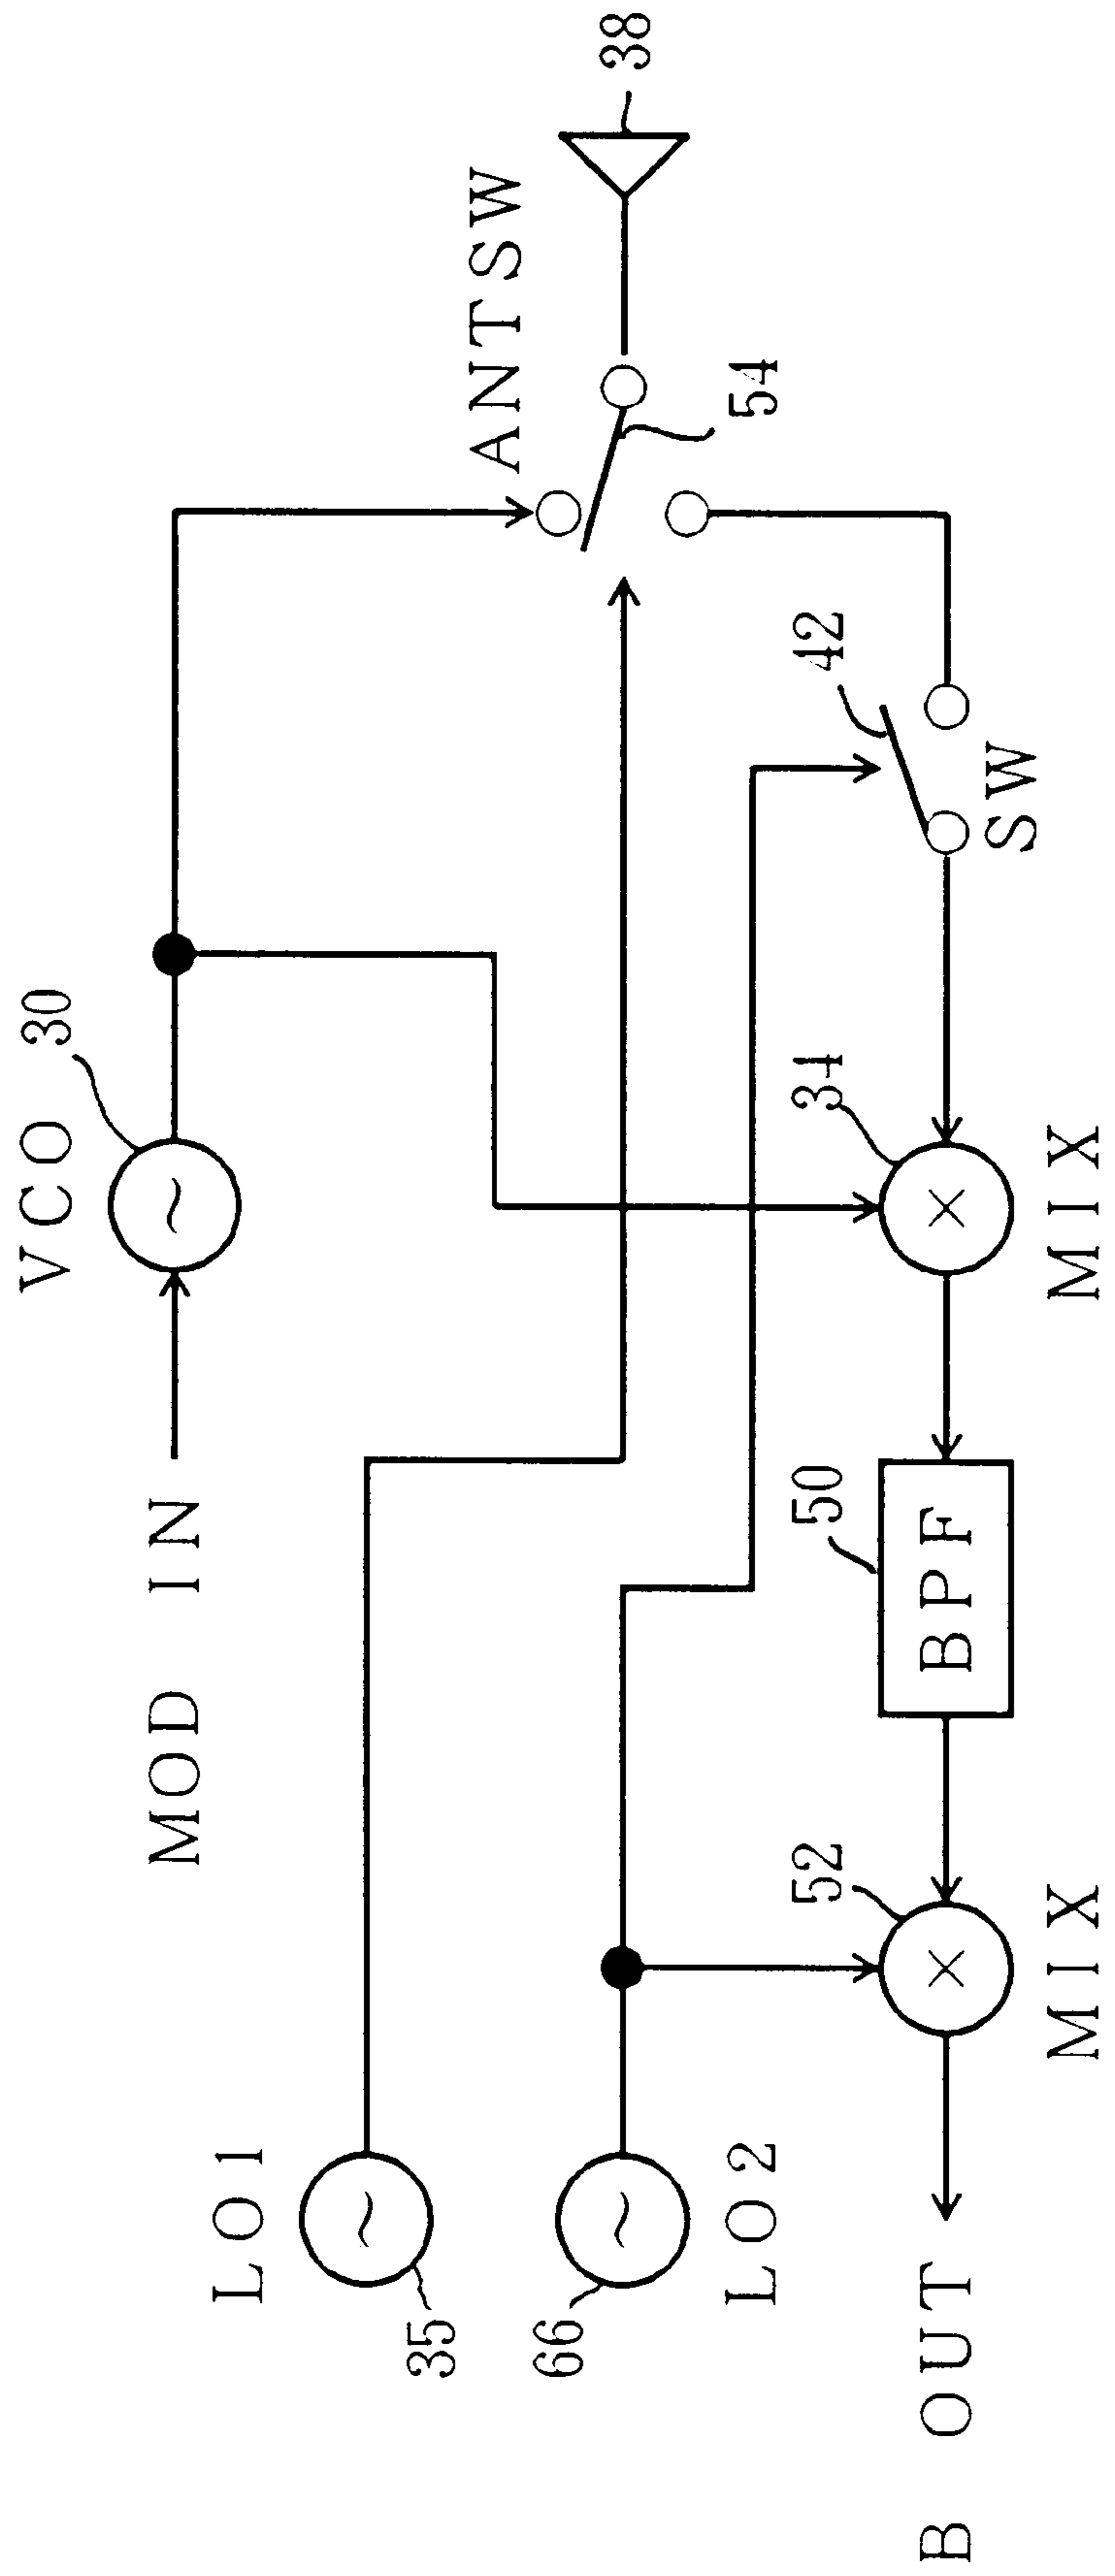 MOD IN
VCO
30
ANTSW
38
54
LO1
35
66
LO2
42
SW
34
MIX
50
BPF
52
MIX
B OUT